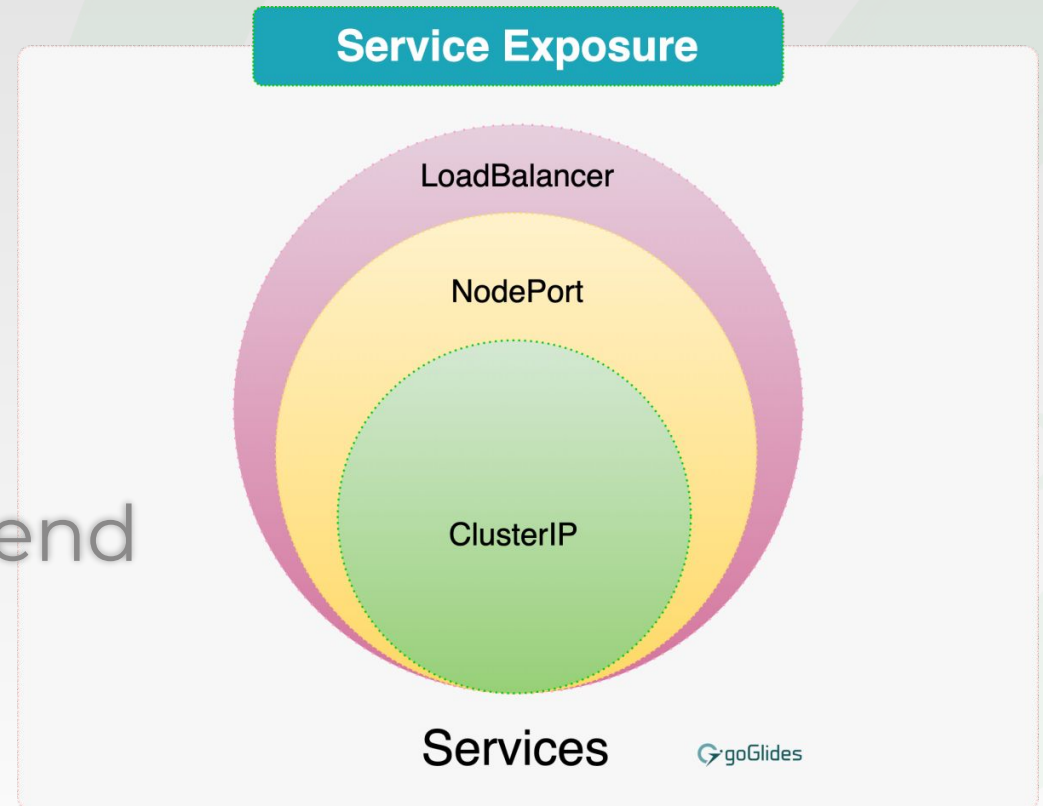 Service Exposure
LoadBalancer
NodePort
end
ClusterIP
Services
goGlides